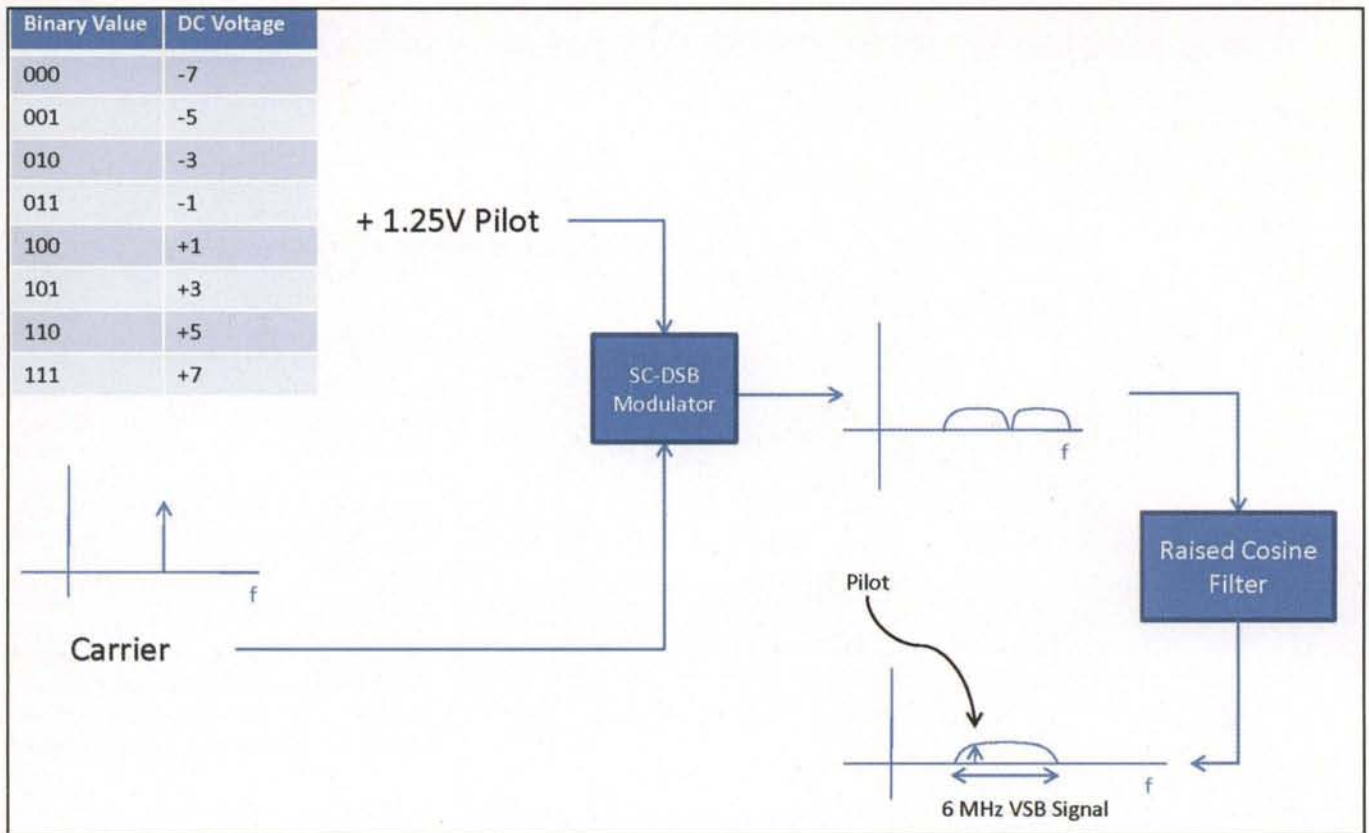 Binary Value DC Voltage
000 -7
001 -5
010 -3
011 -1
100 +1
101 +3
110 +5
111 +7
+ 1.25V Pilot
SC-DSB
Modulator
f
f
Carrier
Raised Cosine
Filter
Pilot
f
6 MHz VSB Signal